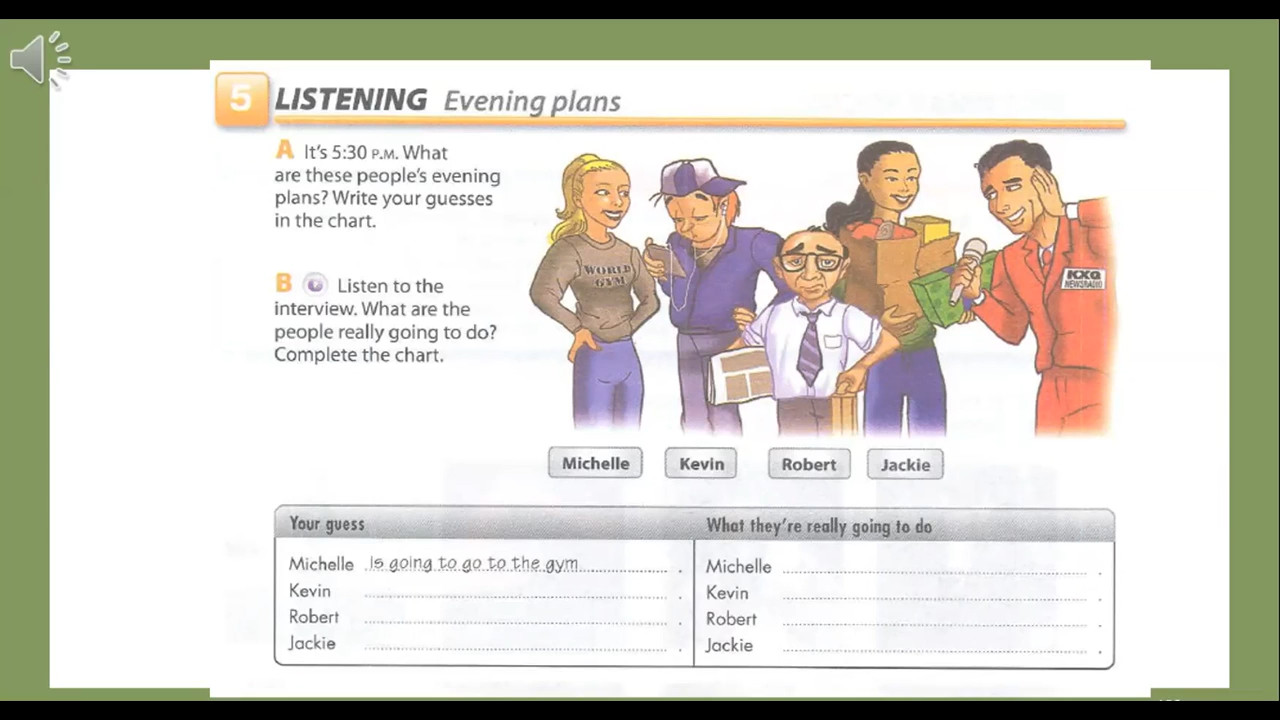 5 LISTENING Evening plans
A It's 5:30 P.M. What
are these people's evening
plans? Write your guesses
in the chart.
B Listen to the
interview. What are the
people really going to do?
Complete the chart.
WORLD
GYM
KXQ
NEWSRADIO
Michelle Kevin Robert Jackie
Your guess What they're really going to do
Michelle is going to go to the gym . Michelle .
Kevin . Kevin .
Robert . Robert .
Jackie . Jackie .